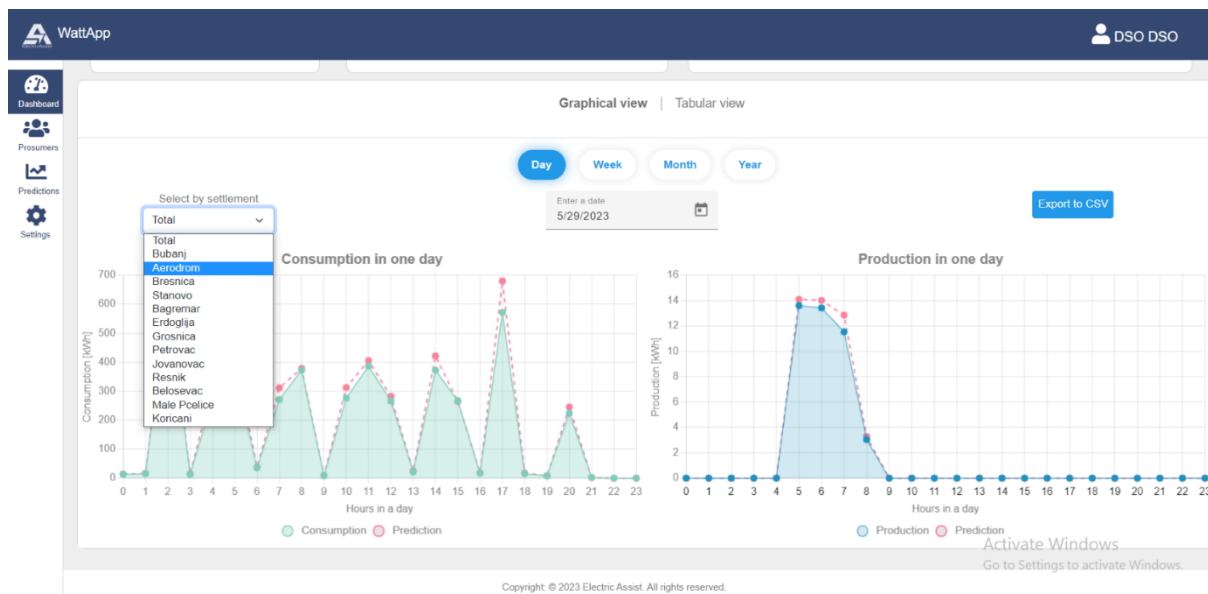 WattApp
DSO DSO
Dashboard
Prosumers
Predictions
Settings
Graphical view | Tabular view
Day Week Month Year
Select by settlement
Total
Enter a date
5/29/2023
Export to CSV
Total
Bubanj
Aerodrom
Bresnica
Stanovo
Bagremar
Erdoglija
Grosnica
Petrovac
Jovanovac
Resnik
Belosevac
Male Pcelice
Koricani
Consumption in one day
700
600
500
400
300
200
100
0
Consumption [kWh]
0 1 2 3 4 5 6 7 8 9 10 11 12 13 14 15 16 17 18 19 20 21 22 23
Hours in a day
Consumption Prediction
Production in one day
16
14
12
10
8
6
4
2
0
Production [kWh]
0 1 2 3 4 5 6 7 8 9 10 11 12 13 14 15 16 17 18 19 20 21 22 23
Hours in a day
Production Prediction
Activate Windows
Go to Settings to activate Windows.
Copyright: © 2023 Electric Assist. All rights reserved.